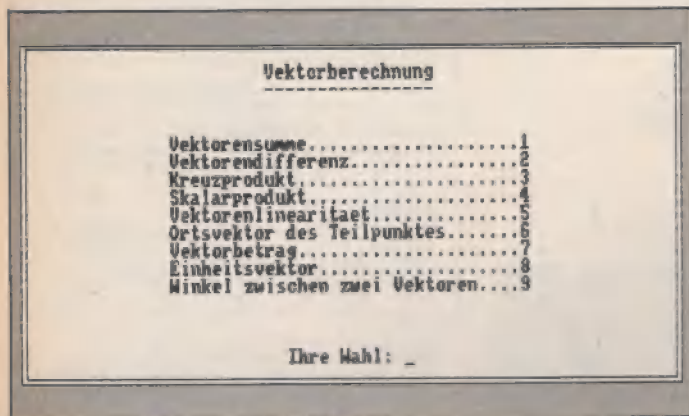 Vektorberechnung
Vektorensumme.....................1
Vektorendifferenz................2
Kreuzprodukt.....................3
Skalarprodukt....................4
Vektorenlinearitaet..............5
Ortsvektor des Teilpunktes.......6
Vektorbetrag.....................7
Einheitsvektor...................8
Winkel zwischen zwei Vektoren....9
Ihre Wahl: _